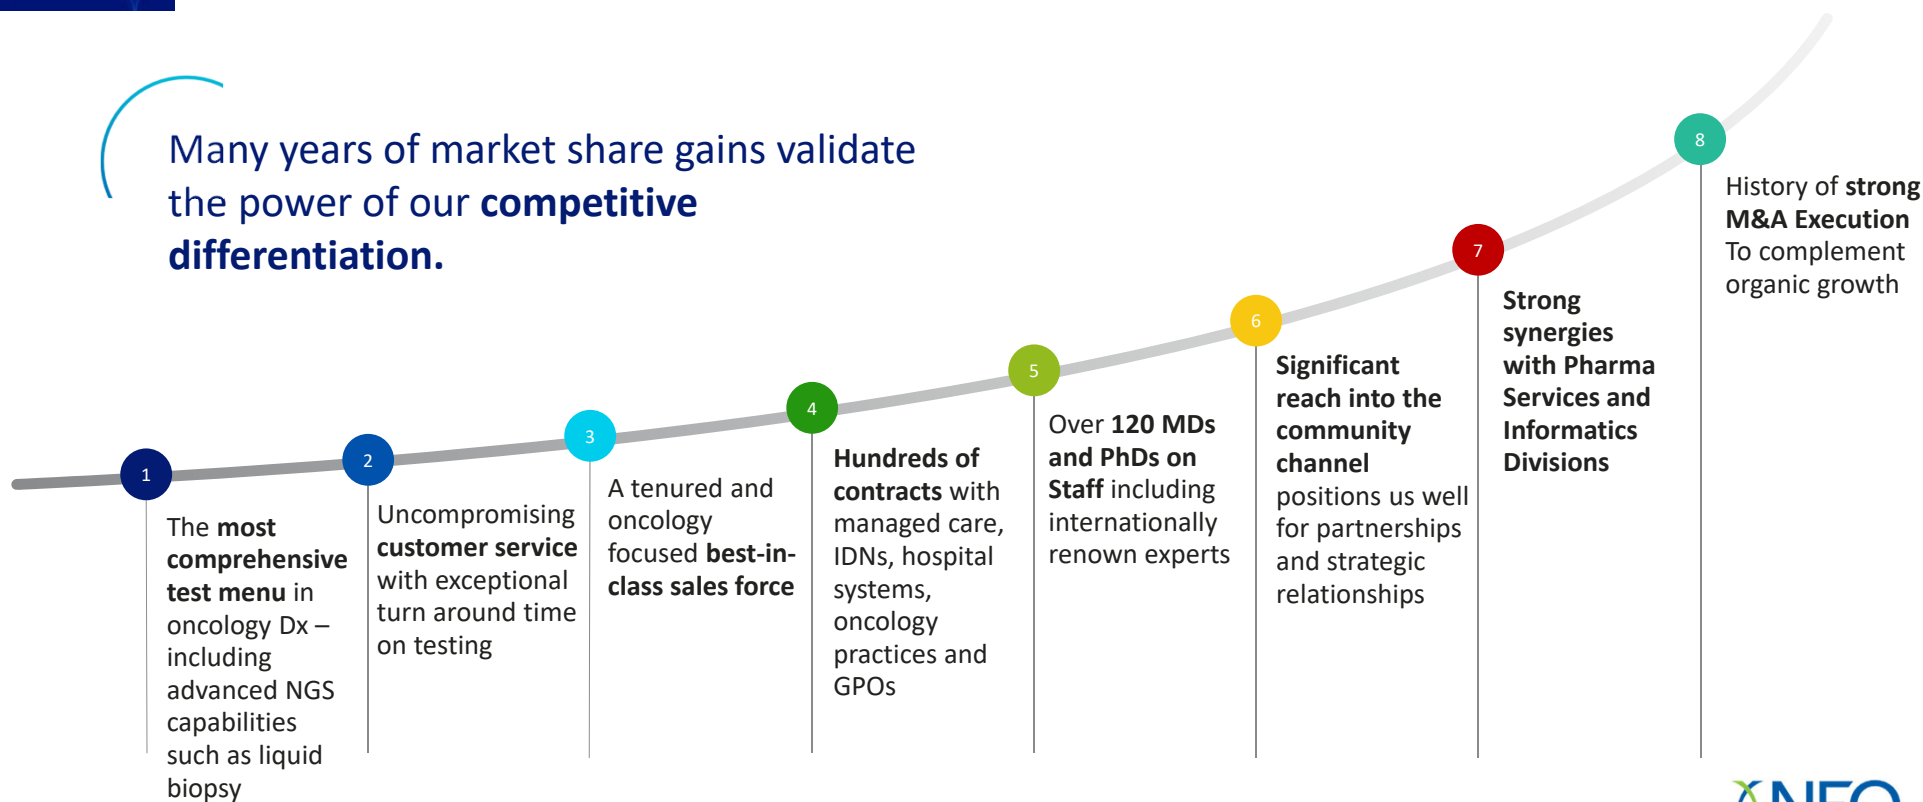 Many years of market share gains validate
the power of our competitive
differentiation.
1
The most
comprehensive
test menu in
oncology Dx –
including
advanced NGS
capabilities
such as liquid
biopsy
2
Uncompromising
customer service
with exceptional
turn around time
on testing
3
A tenured and
oncology
focused best-in-
class sales force
4
Hundreds of
contracts with
managed care,
IDNs, hospital
systems,
oncology
practices and
GPOs
5
Over 120 MDs
and PhDs on
Staff including
internationally
renown experts
6
Significant
reach into the
community
channel
positions us well
for partnerships
and strategic
relationships
7
Strong
synergies
with Pharma
Services and
Informatics
Divisions
8
History of strong
M&A Execution
To complement
organic growth
NEO